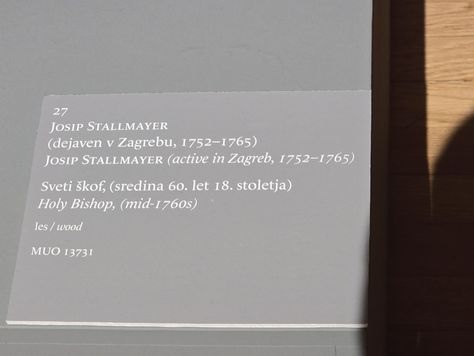 27
Josip Stallmayer
(dejaven v Zagrebu, 1752–1765)
Josip Stallmayer (active in Zagreb, 1752–1765)
Sveti škof, (sredina 60. let 18. stoletja)
Holy Bishop, (mid-1760s)
les / wood
MUO 13731